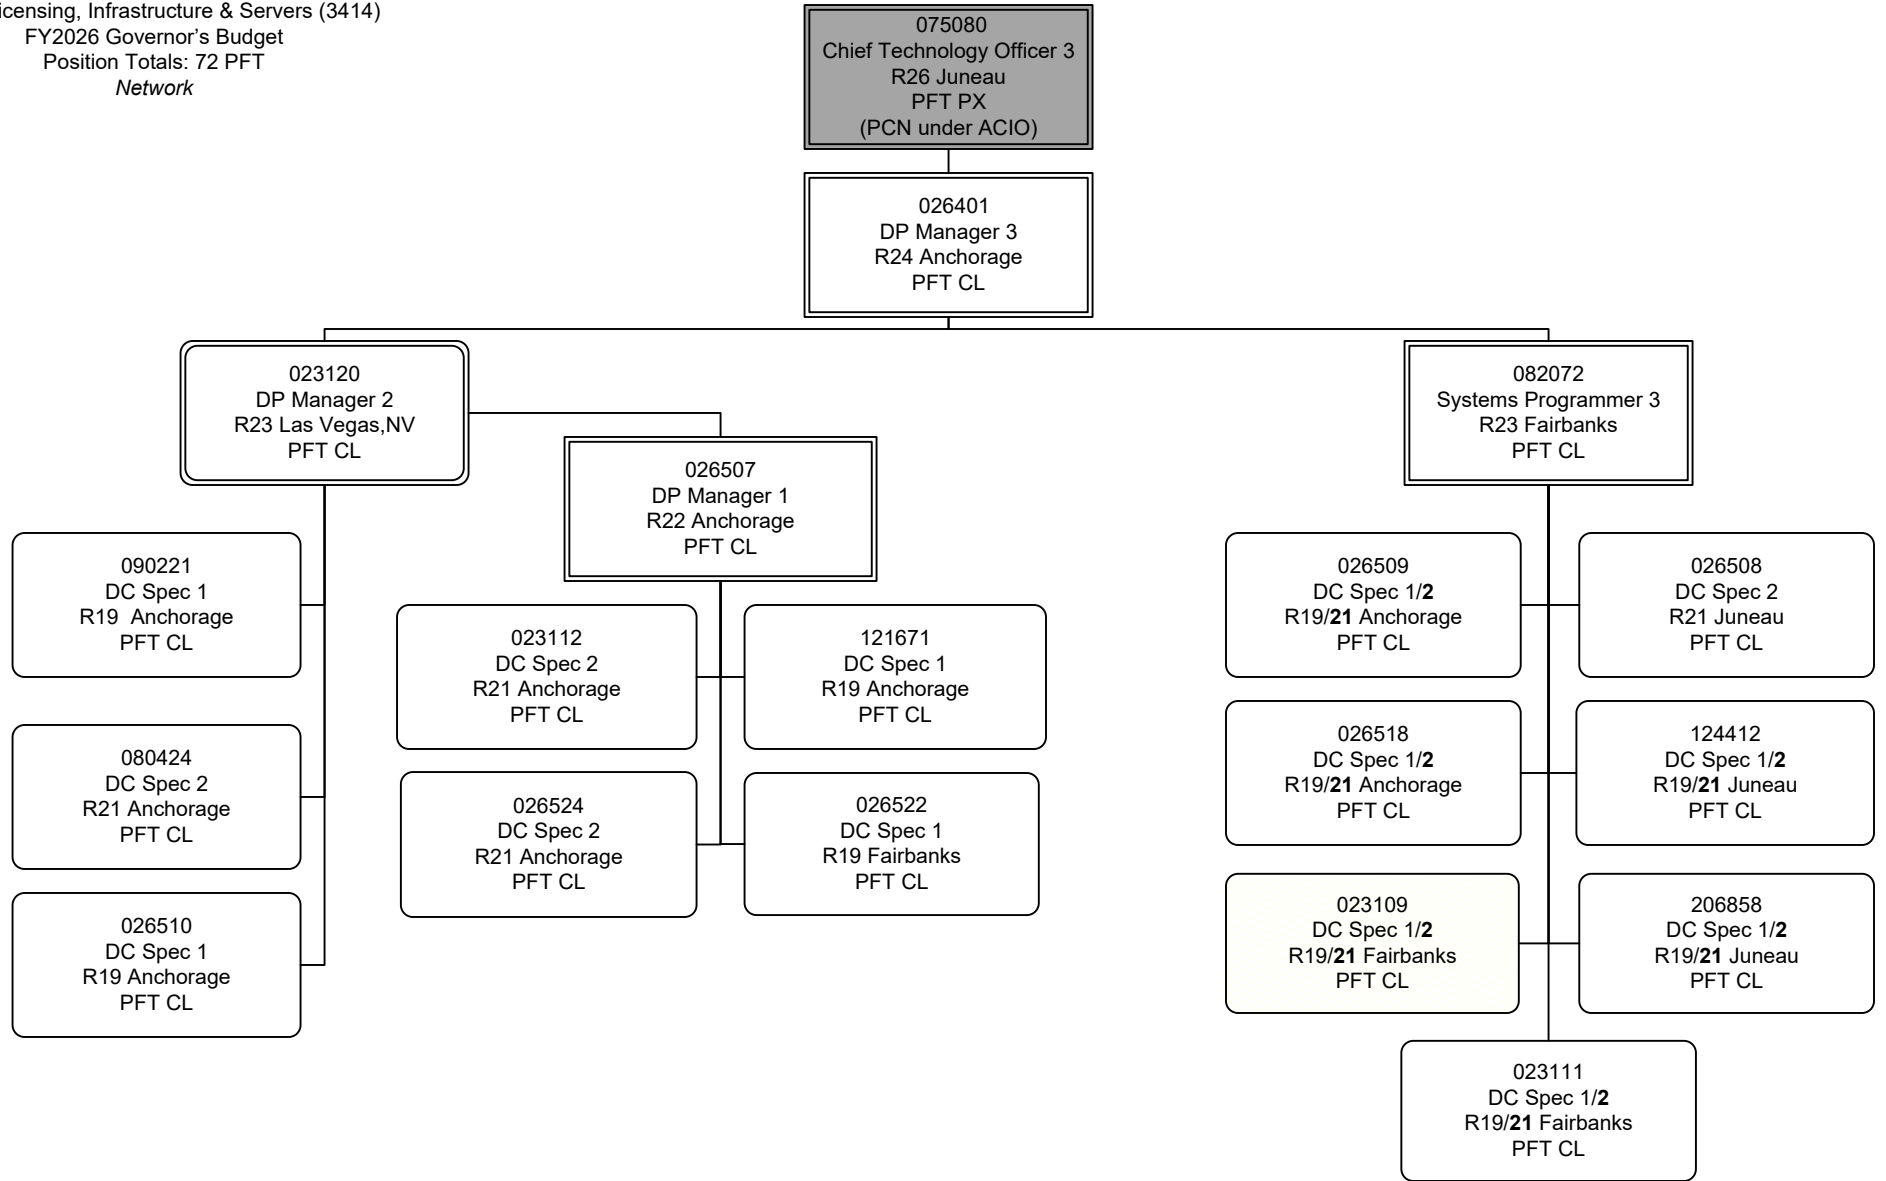 icensing, Infrastructure & Servers (3414)
FY2026 Governor’s Budget
Position Totals: 72 PFT
Network
075080
Chief Technology Officer 3
R26 Juneau
PFT PX
(PCN under ACIO)
026401
DP Manager 3
R24 Anchorage
PFT CL
023120
DP Manager 2
R23 Las Vegas,NV
PFT CL
082072
Systems Programmer 3
R23 Fairbanks
PFT CL
026507
DP Manager 1
R22 Anchorage
PFT CL
090221
DC Spec 1
R19  Anchorage
PFT CL
080424
DC Spec 2
R21 Anchorage
PFT CL
026510
DC Spec 1
R19 Anchorage
PFT CL
023112
DC Spec 2
R21 Anchorage
PFT CL
121671
DC Spec 1
R19 Anchorage
PFT CL
026524
DC Spec 2
R21 Anchorage
PFT CL
026522
DC Spec 1
R19 Fairbanks
PFT CL
026509
DC Spec 1/2
R19/21 Anchorage
PFT CL
026508
DC Spec 2
R21 Juneau
PFT CL
026518
DC Spec 1/2
R19/21 Anchorage
PFT CL
124412
DC Spec 1/2
R19/21 Juneau
PFT CL
023109
DC Spec 1/2
R19/21 Fairbanks
PFT CL
206858
DC Spec 1/2
R19/21 Juneau
PFT CL
023111
DC Spec 1/2
R19/21 Fairbanks
PFT CL